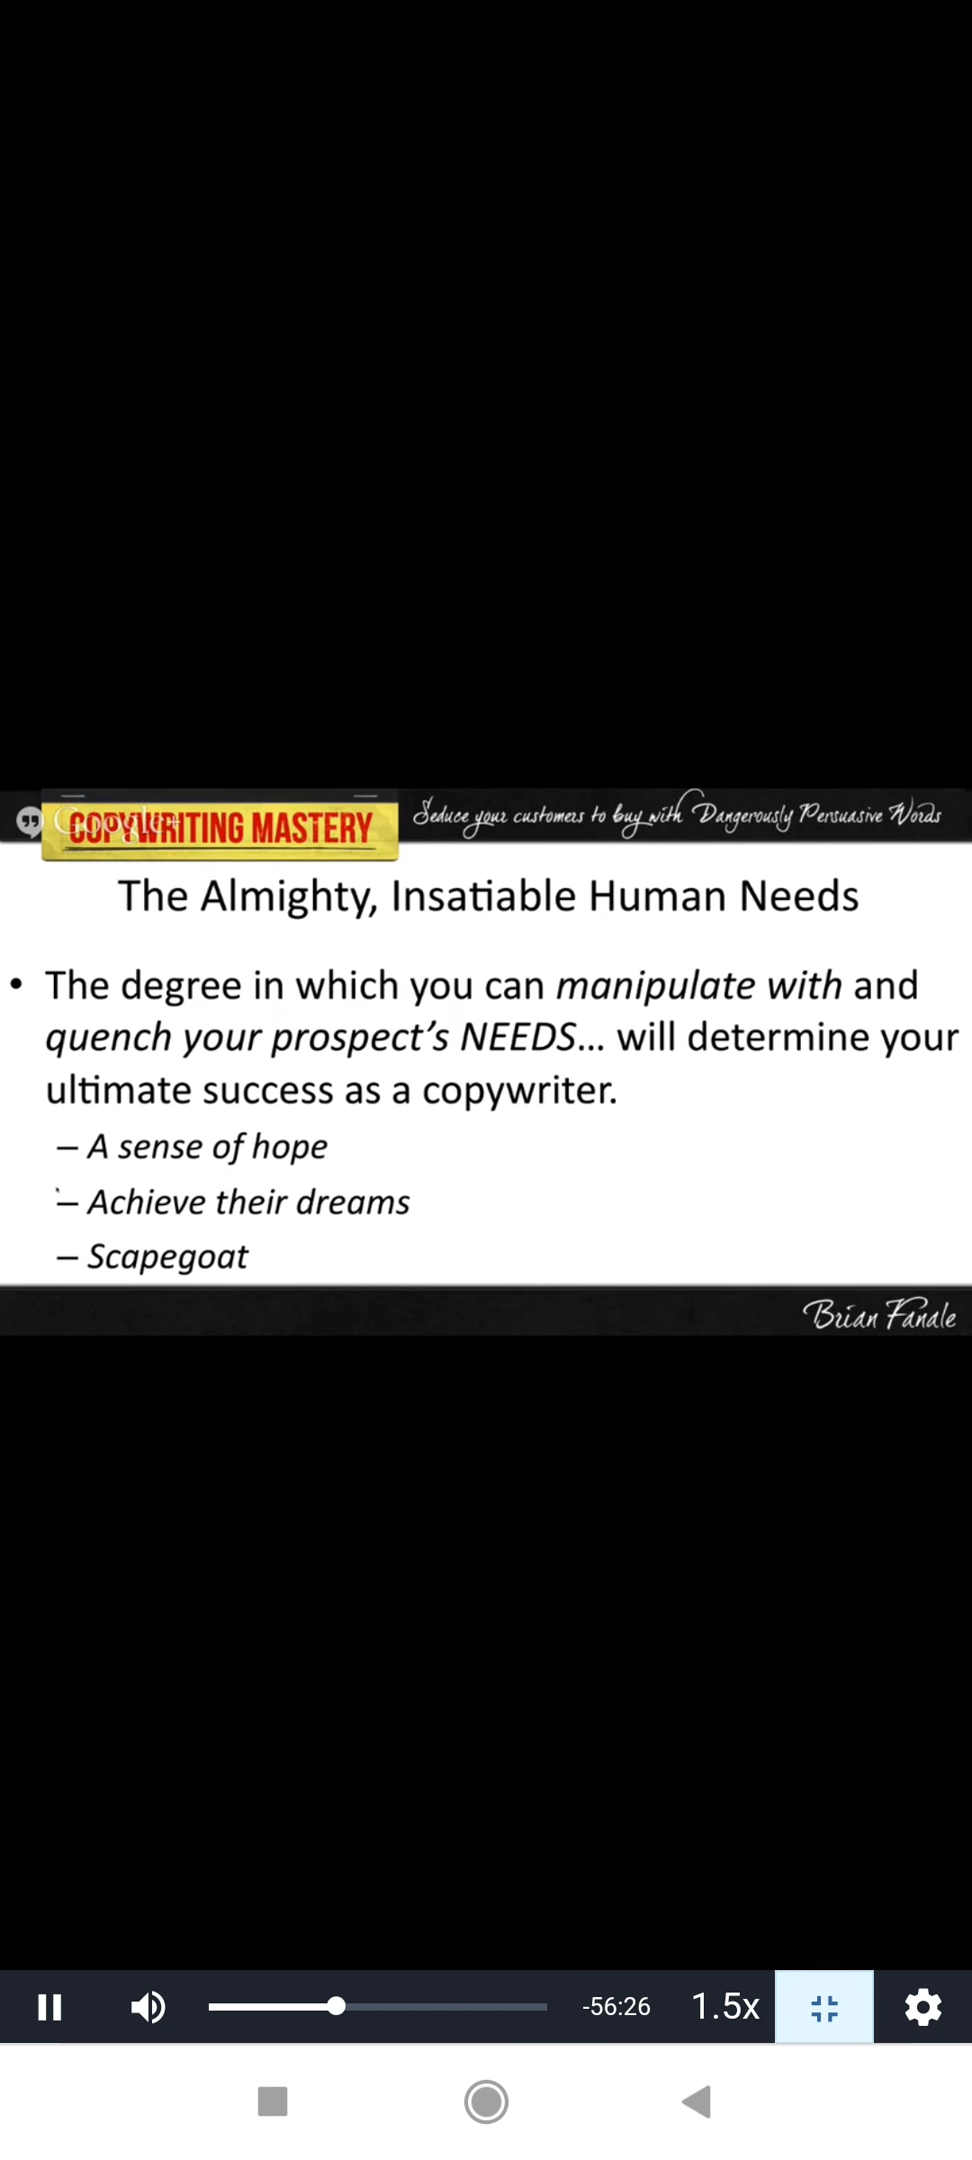 Google+
COPYWRITING MASTERY
Seduce your customers to buy with Dangerously Persuasive Words
The Almighty, Insatiable Human Needs
• The degree in which you can manipulate with and
quench your prospect's NEEDS... will determine your
ultimate success as a copywriter.
– A sense of hope
– Achieve their dreams
– Scapegoat
Brian Fanale
-56:26 1.5x